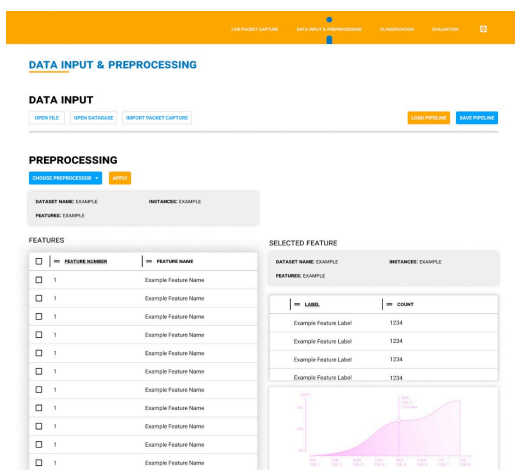 LIVE PACKET CAPTURE DATA INPUT & PREPROCESSING CLASSIFICATION EVALUATION
DATA INPUT & PREPROCESSING
DATA INPUT
OPEN FILE OPEN DATABASE IMPORT PACKET CAPTURE LOAD PIPELINE SAVE PIPELINE
PREPROCESSING
CHOOSE PREPROCESSOR APPLY
DATASET NAME: EXAMPLE INSTANCES: EXAMPLE
FEATURES: EXAMPLE
FEATURES
FEATURE NUMBER FEATURE NAME
1 Example Feature Name
1 Example Feature Name
1 Example Feature Name
1 Example Feature Name
1 Example Feature Name
1 Example Feature Name
1 Example Feature Name
1 Example Feature Name
1 Example Feature Name
1 Example Feature Name
1 Example Feature Name
SELECTED FEATURE
DATASET NAME: EXAMPLE INSTANCES: EXAMPLE
FEATURES: EXAMPLE
LABEL COUNT
Example Feature Label 1234
Example Feature Label 1234
Example Feature Label 1234
Example Feature Label 1234